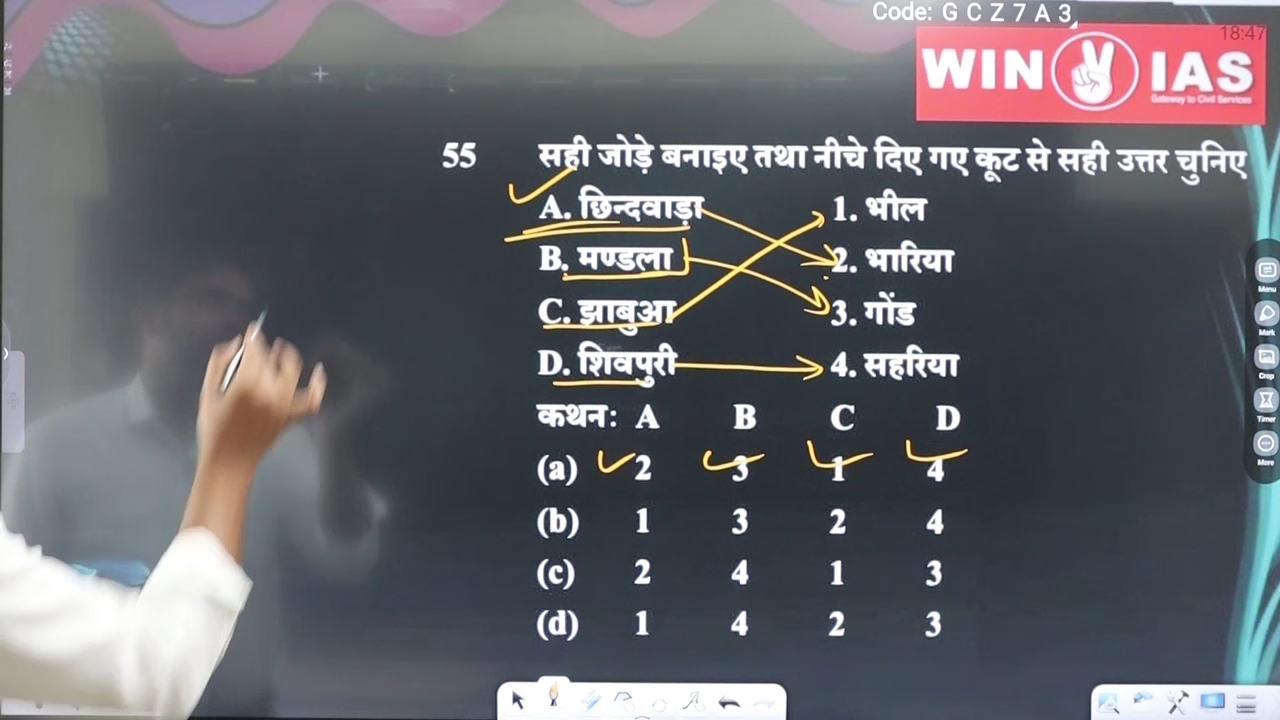 Code: G C Z 7 A 3
18:47
WIN IAS
Gateway to Civil Services
55 सही जोड़े बनाइए तथा नीचे दिए गए कूट से सही उत्तर चुनिए
A. छिन्दवाड़ा 1. भील
B. मण्डला 2. भारिया
C. झाबुआ 3. गोंड
D. शिवपुरी 4. सहरिया
कथनः A B C D
(a) 2 3 1 4
(b) 1 3 2 4
(c) 2 4 1 3
(d) 1 4 2 3
Menu
Mark
Crop
Timer
More